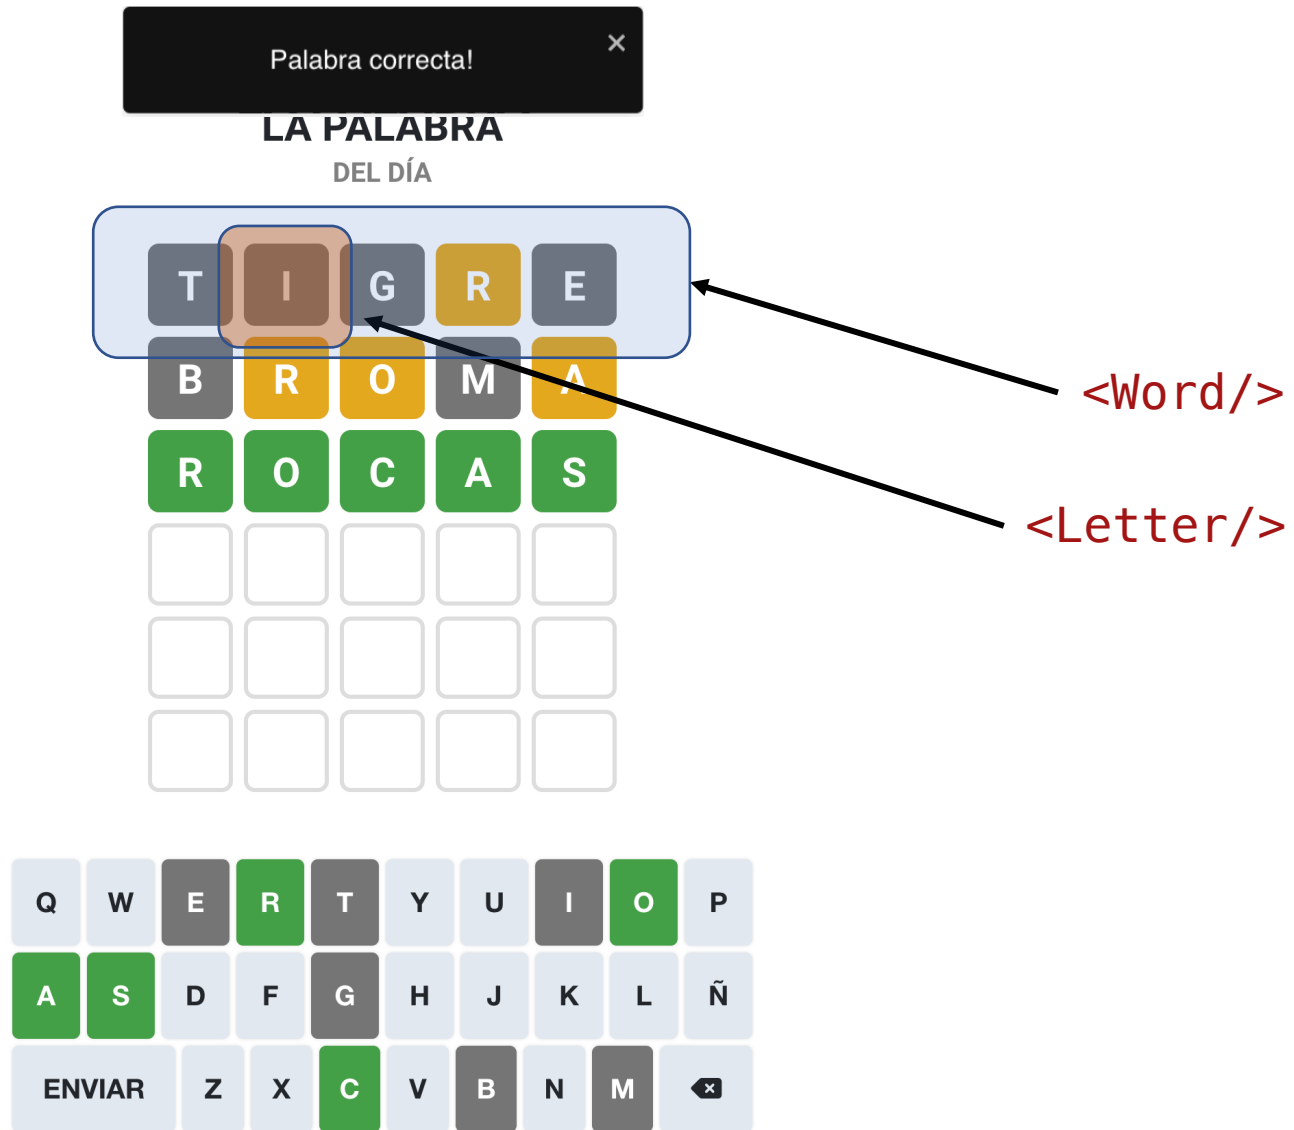 Palabra correcta! ×
LA PALABRA
DEL DÍA
T I G R E
B R O M A
R O C A S
<Word/>
<Letter/>
Q W E R T Y U I O P
A S D F G H J K L Ñ
ENVIAR Z X C V B N M